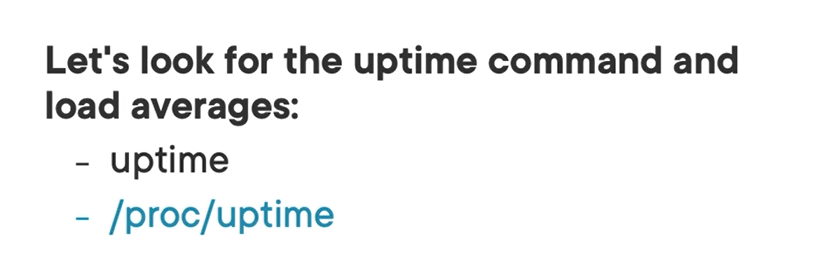 Let's look for the uptime command and
load averages:
– uptime
– /proc/uptime